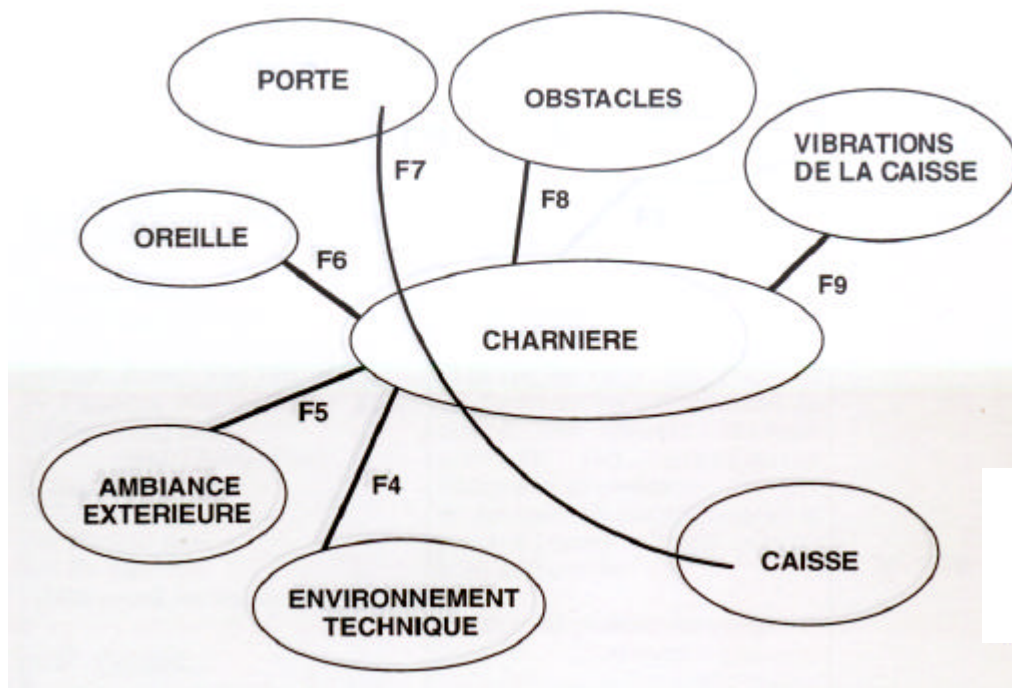 PORTE
OBSTACLES
VIBRATIONS
DE LA CAISSE
F7
F8
OREILLE
F6
F9
CHARNIERE
F5
AMBIANCE
EXTERIEURE
F4
CAISSE
ENVIRONNEMENT
TECHNIQUE